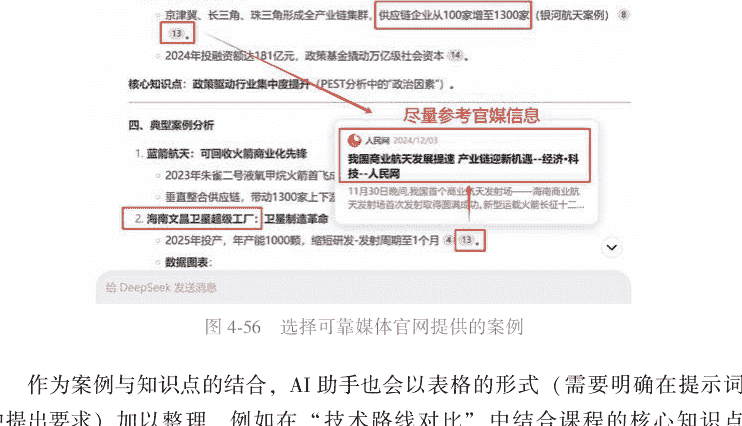 · 京津冀、长三角、珠三角形成全产业链集群，供应链企业从100家增至1300家（银河航天案例） 8
13 。
· 2024年投融资额达181亿元，政策基金撬动万亿级社会资本 14 。
核心知识点：政策驱动行业集中度提升（PEST分析中的“政治因素”）。
尽量参考官媒信息
四、典型案例分析
人民网 2024/12/03
我国商业航天发展提速 产业链迎新机遇--经济·科
技--人民网
11月30日晚间,我国首个商业航天发射场——海南商业航
天发射场首次发射取得圆满成功。新型运载火箭长征十二...
1. 蓝箭航天：可回收火箭商业化先锋
· 2023年朱雀二号液氧甲烷火箭首飞
· 垂直整合供应链，带动1300家上下
2. 海南文昌卫星超级工厂：卫星制造革命
· 2025年投产，年产能1000颗，缩短研发-发射周期至1个月 4 13 。
· 数据图表：
给 DeepSeek 发送消息
图 4-56 选择可靠媒体官网提供的案例
作为案例与知识点的结合，AI 助手也会以表格的形式（需要明确在提示词
中提出要求）加以整理，例如在“技术路线对比”中结合课程的核心知识点